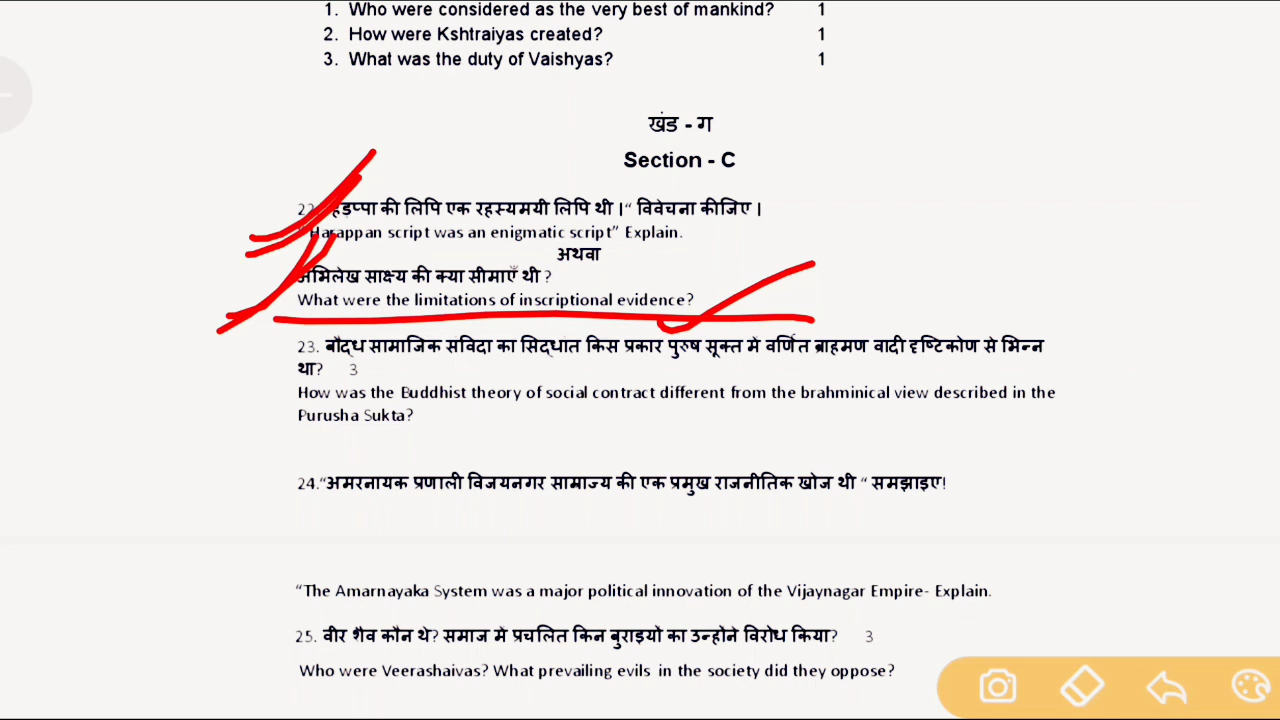 1. Who were considered as the very best of mankind? 1
2. How were Kshtraiyas created? 1
3. What was the duty of Vaishyas? 1
खंड - ग
Section - C
22. हड़प्पा की लिपि एक रहस्यमयी लिपि थी ।“ विवेचना कीजिए ।
“Harappan script was an enigmatic script” Explain.
अथवा
अभिलेख साक्ष्य की क्या सीमाएँ थी ?
What were the limitations of inscriptional evidence?
23. बौद्ध सामाजिक संविदा का सिद्धांत किस प्रकार पुरुष सूक्त में वर्णित ब्राहमण वादी दृष्टिकोण से भिन्न
था? 3
How was the Buddhist theory of social contract different from the brahminical view described in the
Purusha Sukta?
24.“अमरनायक प्रणाली विजयनगर साम्राज्य की एक प्रमुख राजनीतिक खोज थी “ समझाइए!
“The Amarnayaka System was a major political innovation of the Vijaynagar Empire- Explain.
25. वीर शैव कौन थे? समाज में प्रचलित किन बुराइयों का उन्होंने विरोध किया? 3
Who were Veerashaivas? What prevailing evils in the society did they oppose?